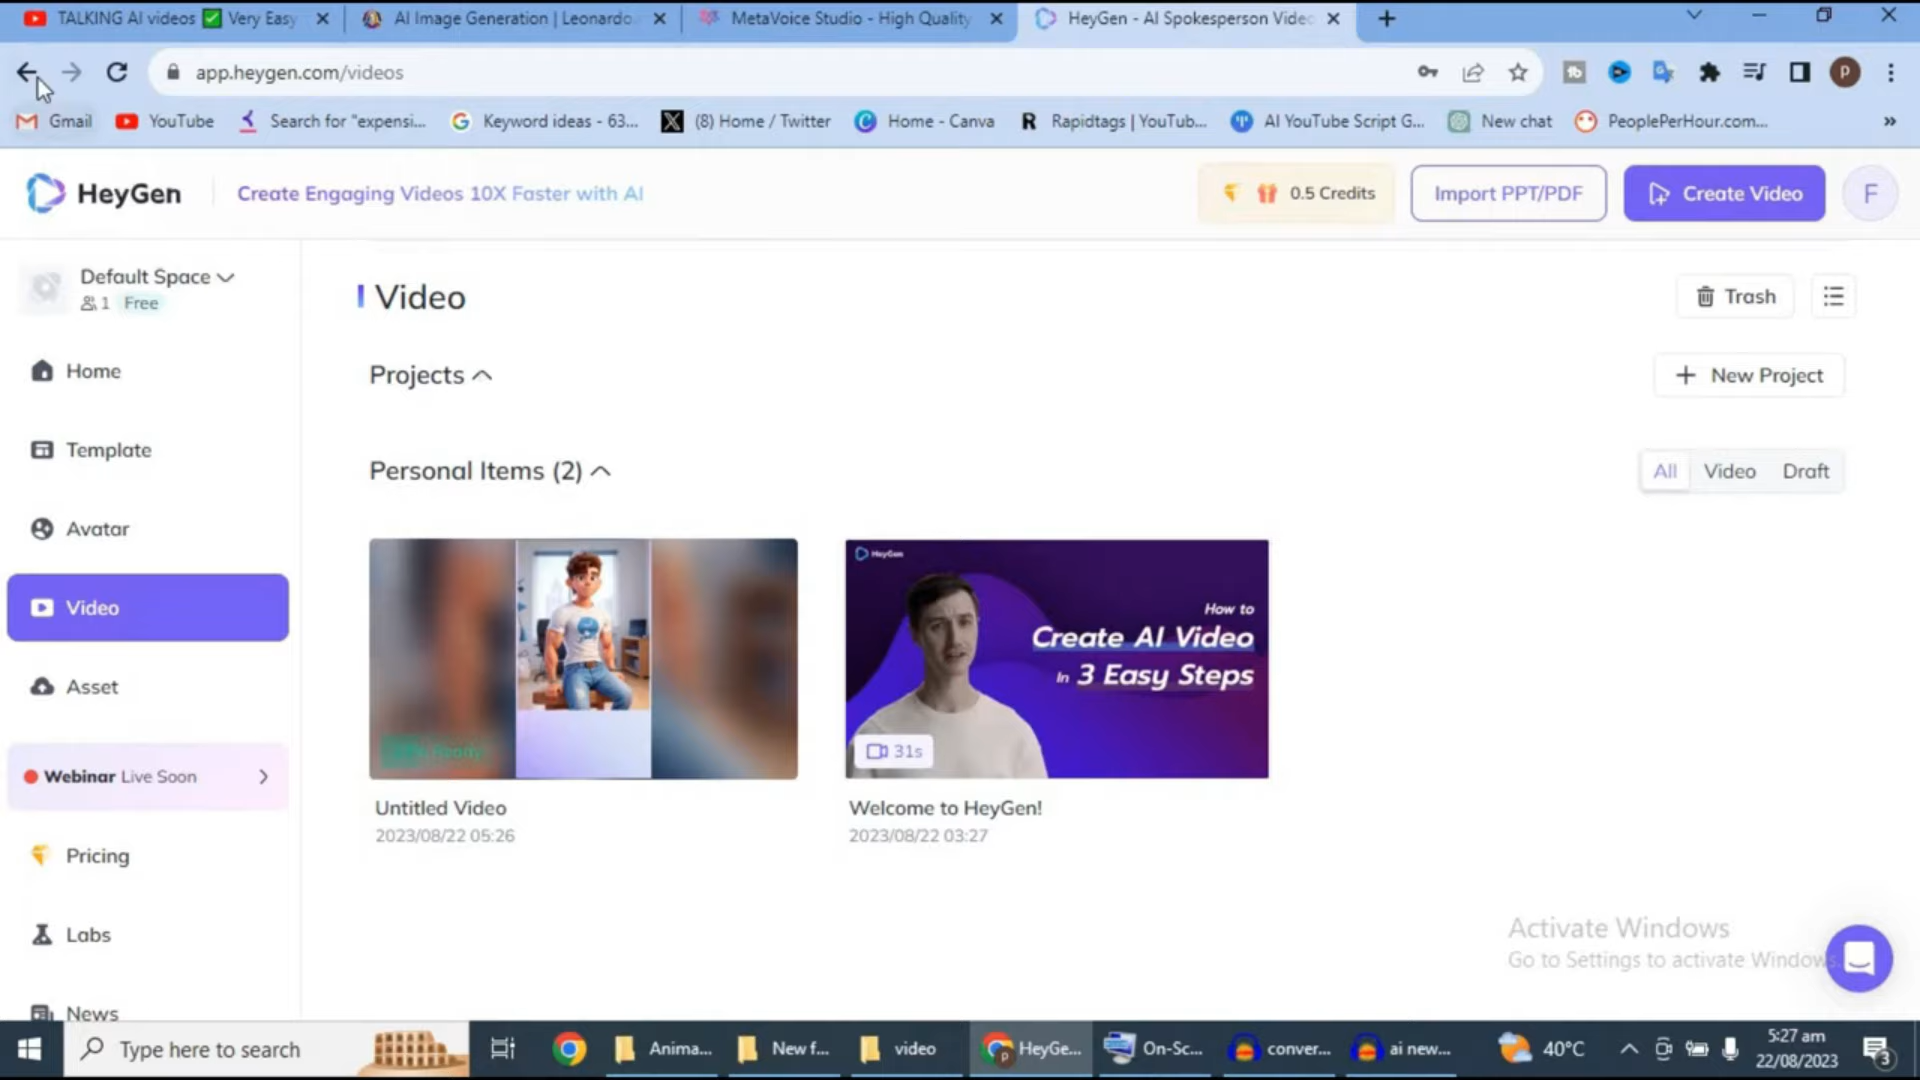 TALKING AI videos ✅ Very Easy
AI Image Generation | Leonardo.
MetaVoice Studio - High Quality
HeyGen - AI Spokesperson Video
app.heygen.com/videos
P
Gmail
YouTube
Search for "expensi...
Keyword ideas - 63...
(8) Home / Twitter
Home - Canva
Rapidtags | YouTub...
AI YouTube Script G...
New chat
PeoplePerHour.com...
»
HeyGen
Create Engaging Videos 10X Faster with AI
0.5 Credits
Import PPT/PDF
Create Video
F
Default Space
1 Free
Home
Template
Avatar
Video
Asset
Webinar Live Soon
Pricing
Labs
News
Video
Trash
Projects
New Project
Personal Items (2)
All Video Draft
HeyGen
How to
Create AI Video
In 3 Easy Steps
31s
Untitled Video
2023/08/22 05:26
Welcome to HeyGen!
2023/08/22 03:27
Activate Windows
Go to Settings to activate Windows.
Type here to search
Anima...
New f...
video
HeyGe...
On-Sc...
conver...
ai new...
40°C
5:27 am
22/08/2023
3